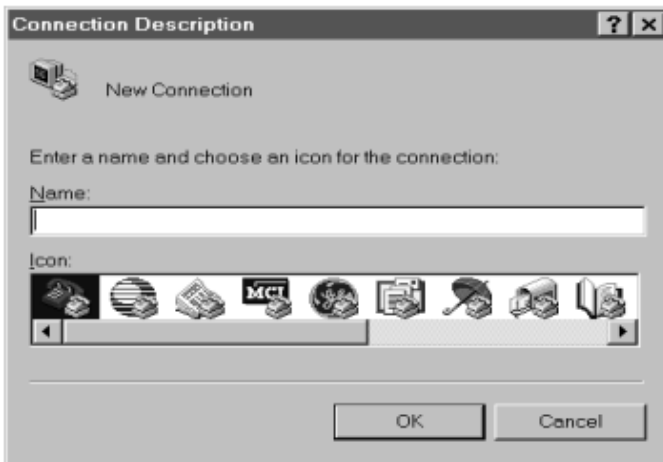 Connection Description
New Connection
Enter a name and choose an icon for the connection:
Name:
Icon:
MCI
OK Cancel